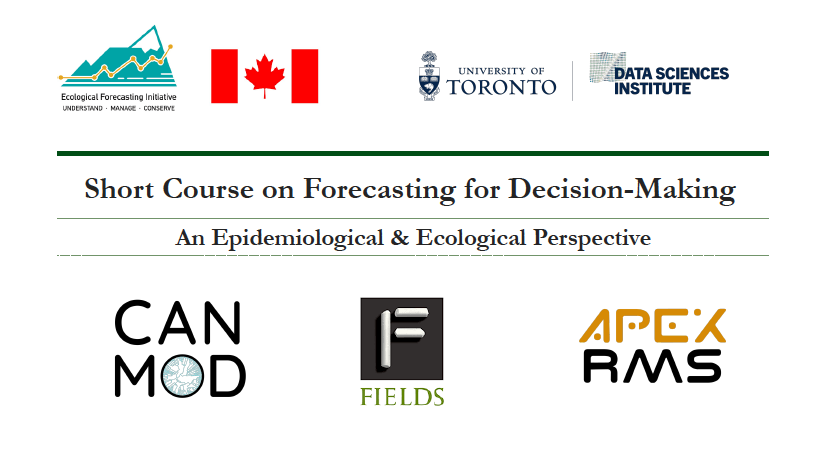 Ecological Forecasting Initiative
UNDERSTAND · MANAGE · CONSERVE
UNIVERSITY OF
TORONTO
DATA SCIENCES
INSTITUTE
Short Course on Forecasting for Decision-Making
An Epidemiological & Ecological Perspective
CAN
MOD
F
FIELDS
APEX
RMS